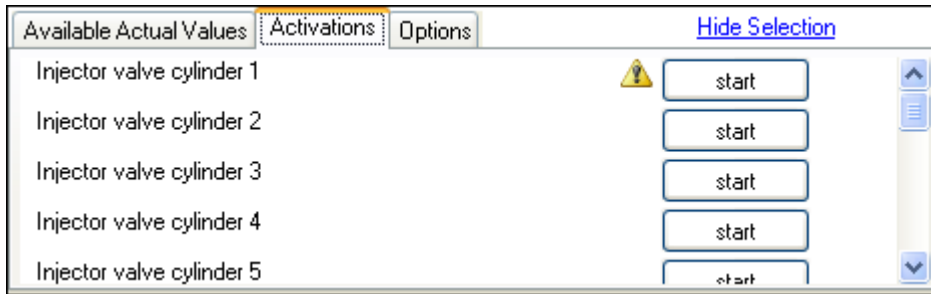 Available Actual Values Activations Options Hide Selection
Injector valve cylinder 1 start
Injector valve cylinder 2 start
Injector valve cylinder 3 start
Injector valve cylinder 4 start
Injector valve cylinder 5 start